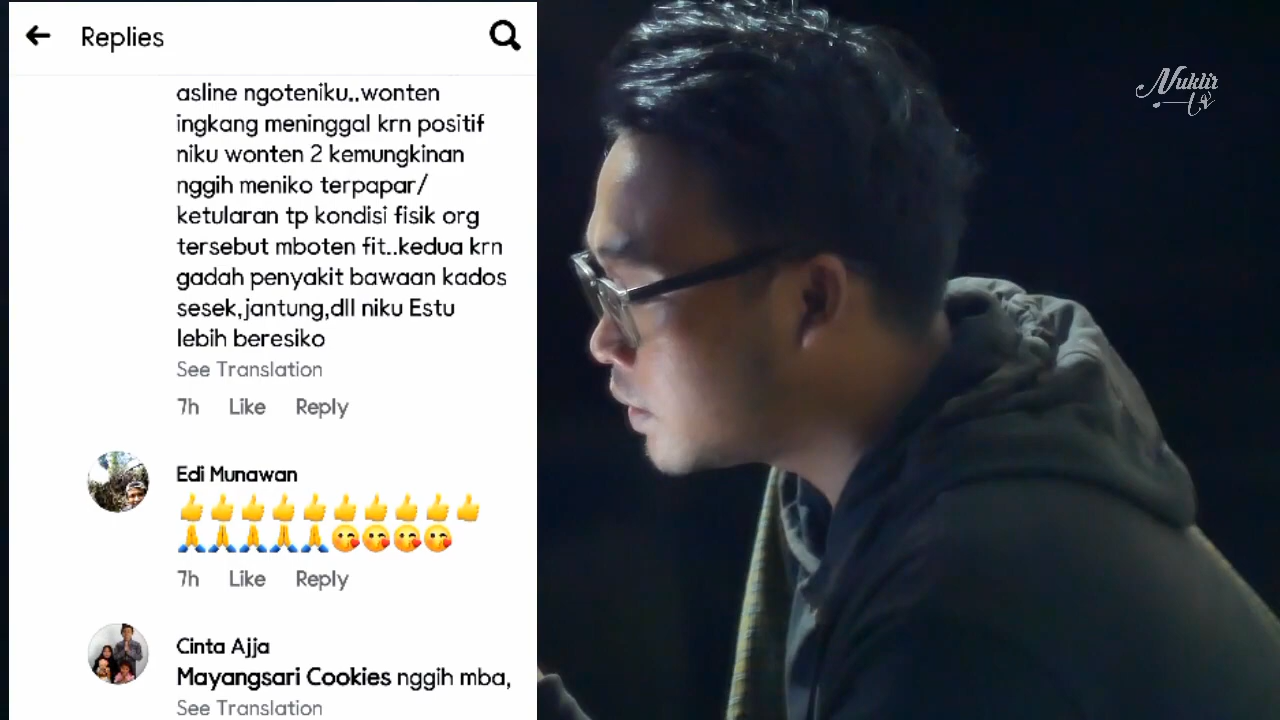 Replies
asline ngoteniku..wonten
ingkang meninggal krn positif
niku wonten 2 kemungkinan
nggih meniko terpapar/
ketularan tp kondisi fisik org
tersebut mboten fit..kedua krn
gadah penyakit bawaan kados
sesek,jantung,dll niku Estu
lebih beresiko
See Translation
7h Like Reply
Edi Munawan
👍👍👍👍👍👍👍👍👍👍
🙏🙏🙏🙏🙏😘😘😘😘
7h Like Reply
Cinta Ajja
Mayangsari Cookies nggih mba,
See Translation
Nuklir
tv